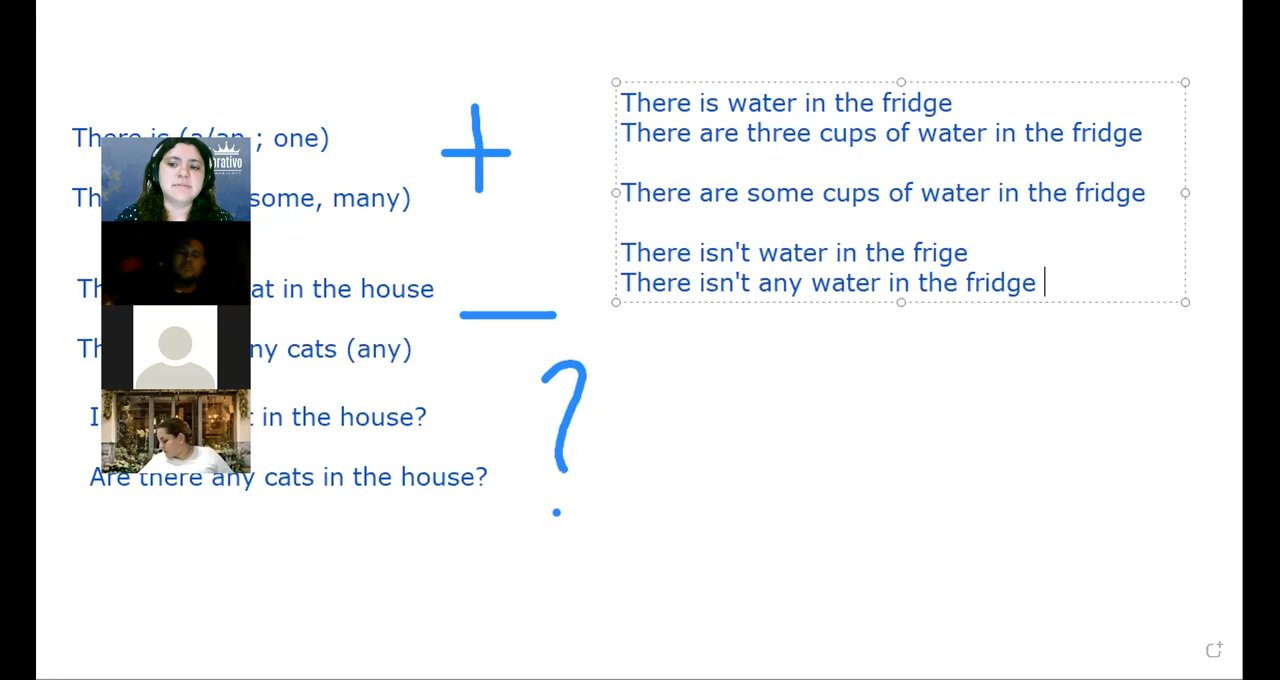 There is (a/an ; one)
some, many)
at in the house
ny cats (any)
in the house?
Are there any cats in the house?
+
—
?
There is water in the fridge
There are three cups of water in the fridge
There are some cups of water in the fridge
There isn't water in the frige
There isn't any water in the fridge
orativo